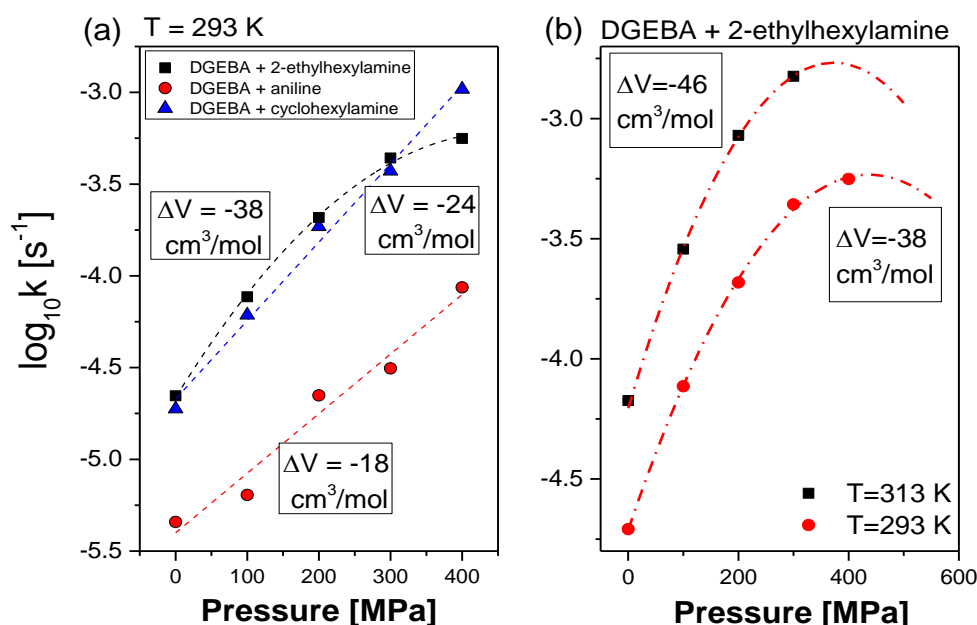 (a) T = 293 K
DGEBA + 2-ethylhexylamine
DGEBA + aniline
DGEBA + cyclohexylamine
-3.0
-3.5
-4.0
-4.5
-5.0
-5.5
log₁₀k [s⁻¹]
ΔV = -38
cm³/mol
ΔV = -24
cm³/mol
ΔV = -18
cm³/mol
0 100 200 300 400
Pressure [MPa]
(b) DGEBA + 2-ethylhexylamine
-3.0
-3.5
-4.0
-4.5
ΔV=-46
cm³/mol
ΔV=-38
cm³/mol
T=313 K
T=293 K
0 200 400 600
Pressure [MPa]